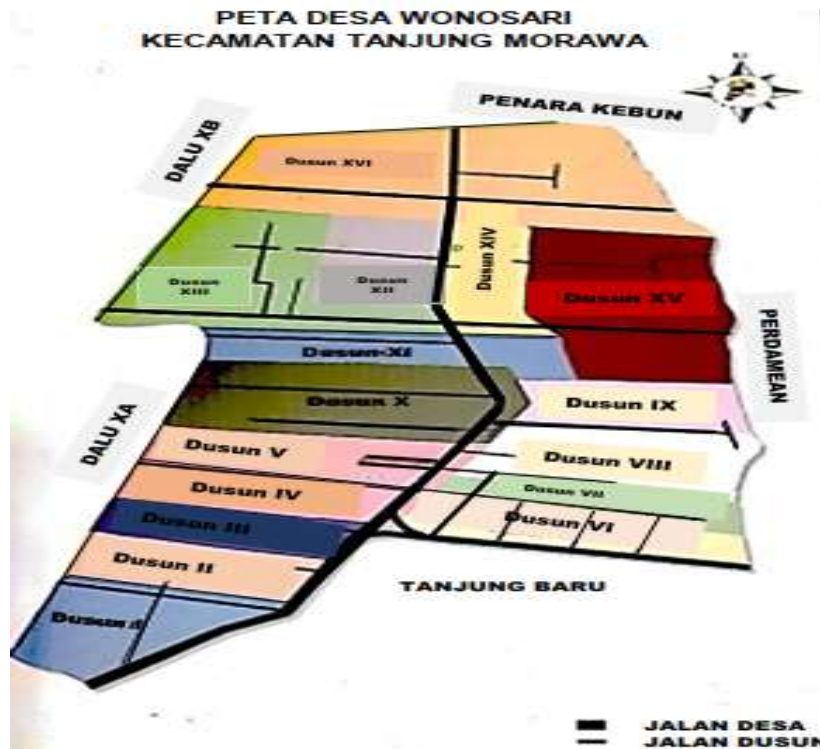 PETA DESA WONOSARI
KECAMATAN TANJUNG MORAWA
U
PENARA KEBUN
DALU XB
Dusun XVI
Dusun XIV
Dusun XIII
Dusun XII
Dusun XV
PERDAMEAN
Dusun XI
Dusun X
Dusun IX
DALU XA
Dusun V
Dusun VIII
Dusun IV
Dusun VII
Dusun III
Dusun VI
Dusun II
TANJUNG BARU
Dusun I
JALAN DESA
JALAN DUSUN